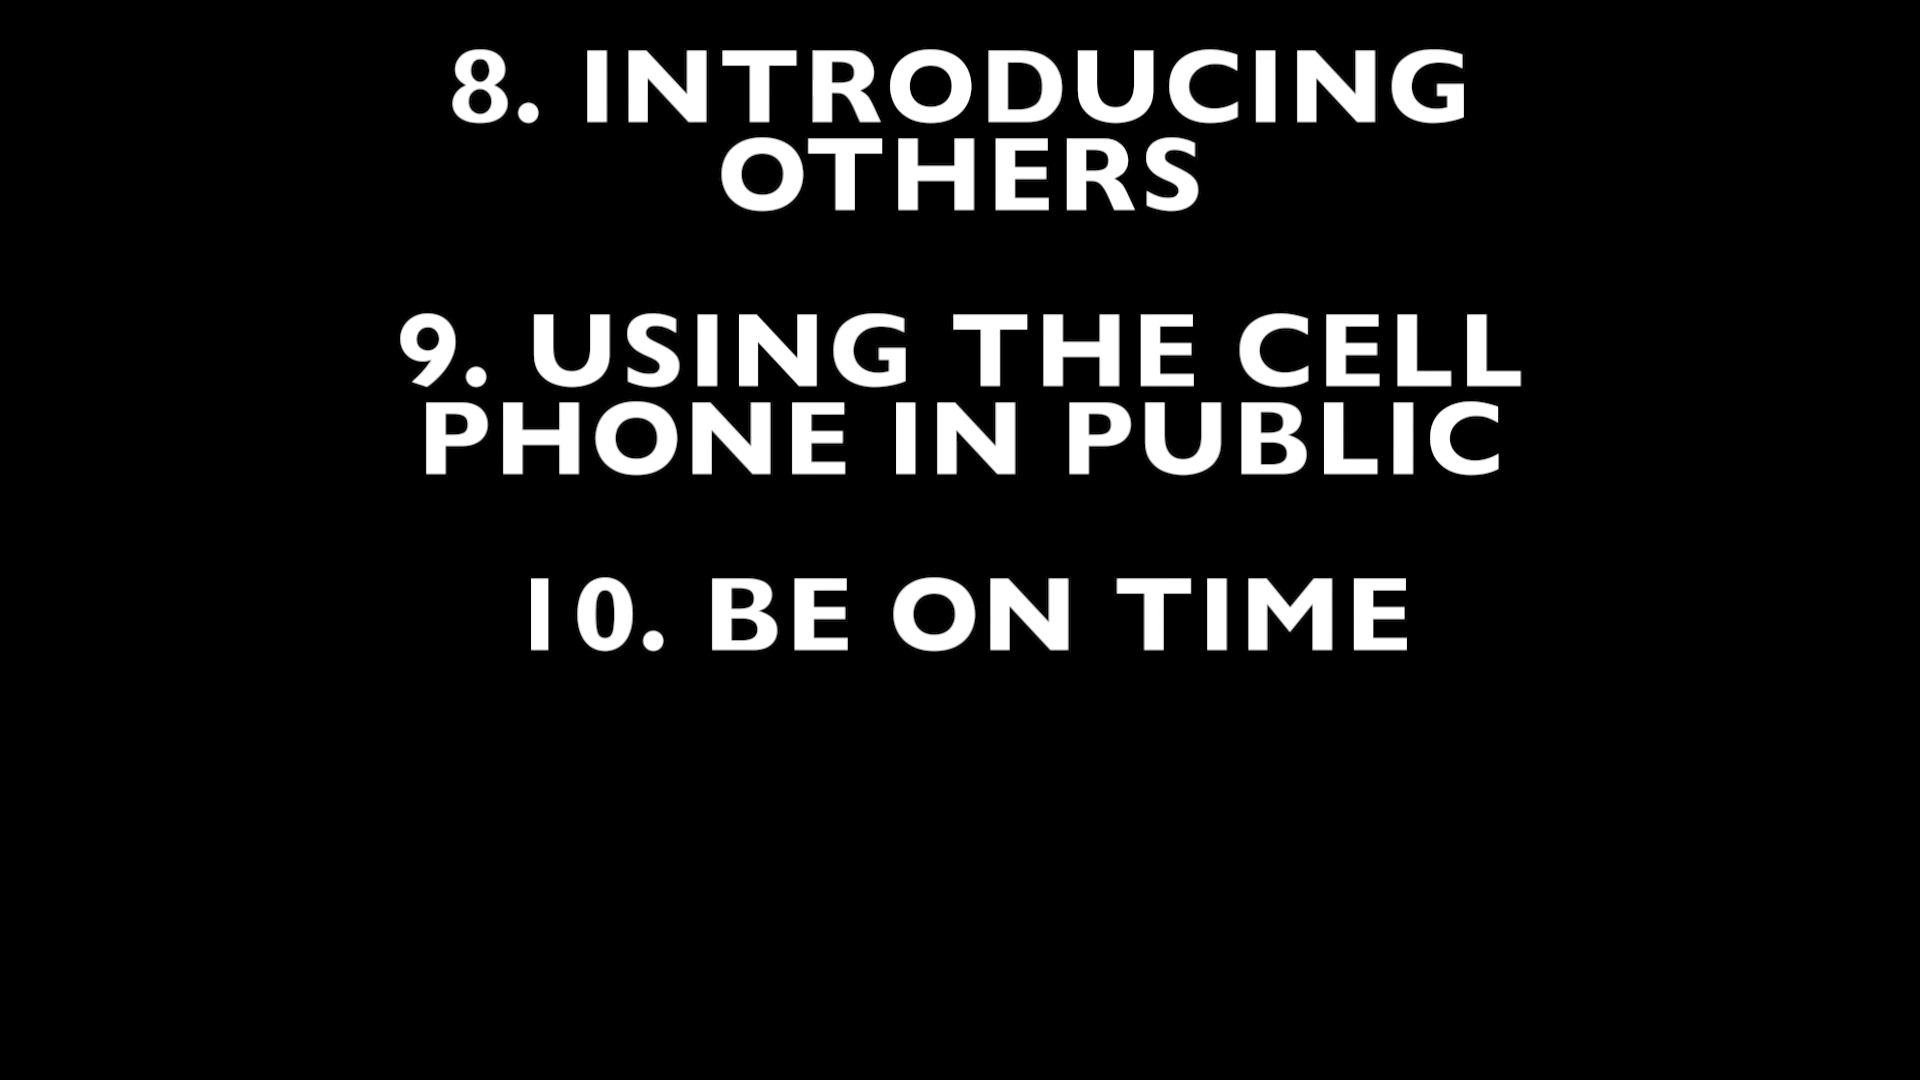 8. INTRODUCING
OTHERS
9. USING THE CELL
PHONE IN PUBLIC
10. BE ON TIME